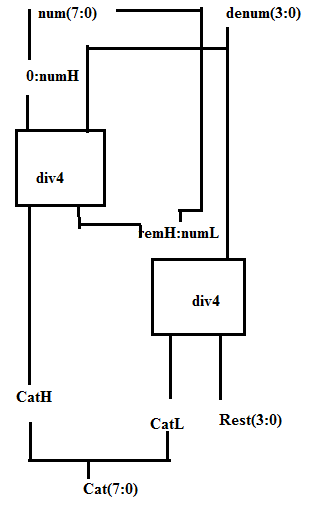 num(7:0)
denum(3:0)
0:numH
div4
remH:numL
div4
CatH
CatL
Rest(3:0)
Cat(7:0)